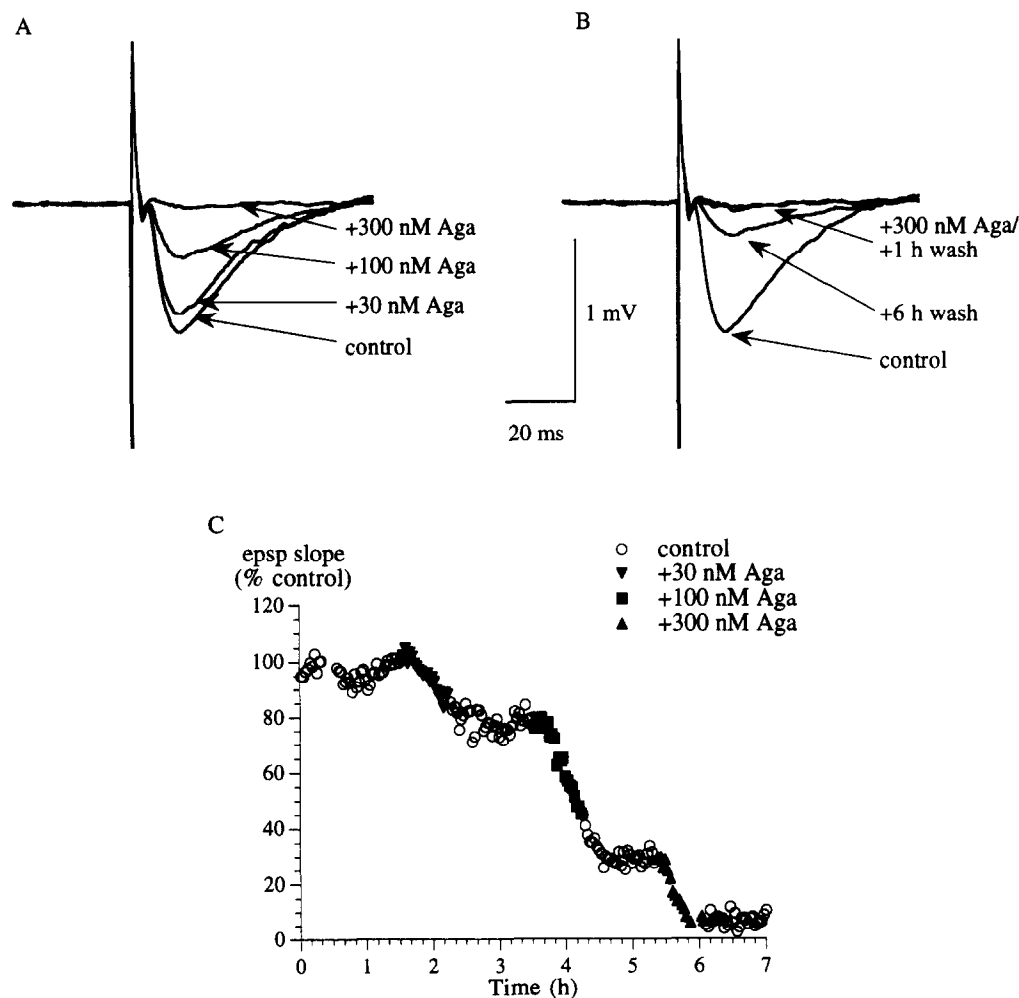 A
+300 nM Aga
+100 nM Aga
+30 nM Aga
control
B
+300 nM Aga/
+1 h wash
+6 h wash
control
1 mV
20 ms
C
epsp slope
(% control)
control
+30 nM Aga
+100 nM Aga
+300 nM Aga
120
100
80
60
40
20
0
0 1 2 3 4 5 6 7
Time (h)